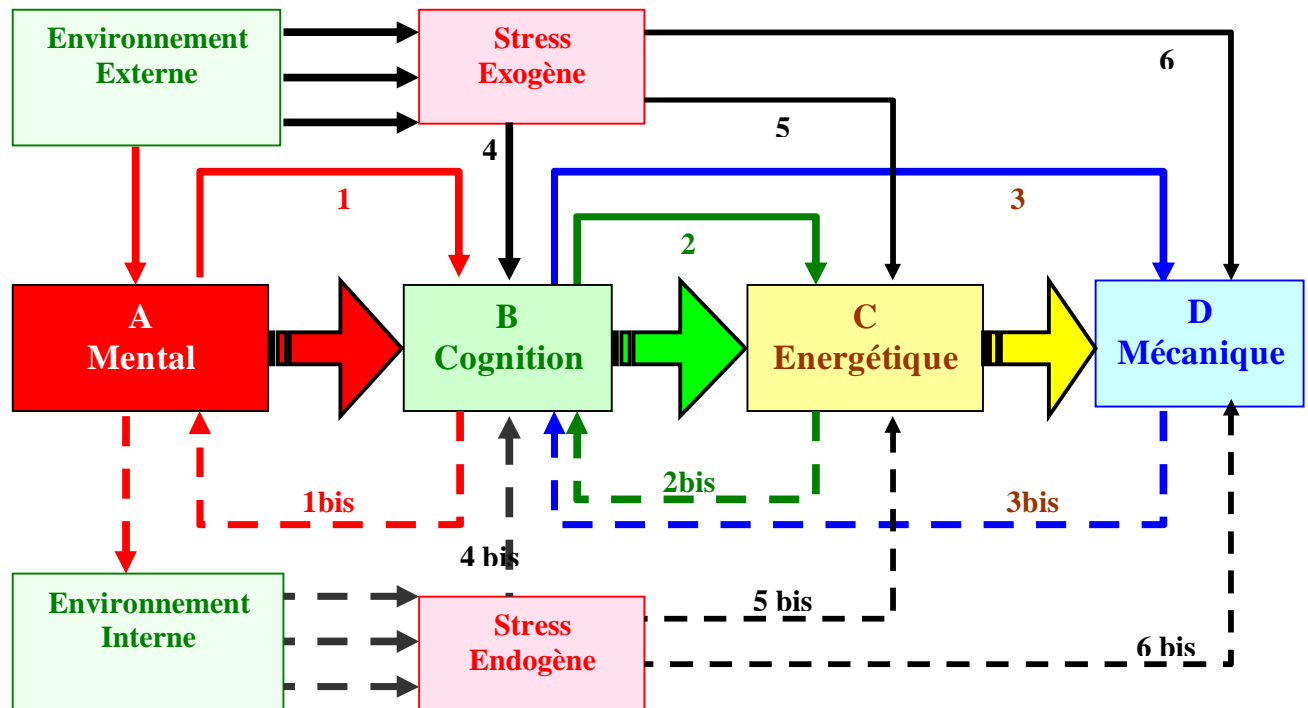 Environnement
Externe
Stress
Exogène
6
5
4
1
3
2
A
Mental
B
Cognition
C
Energétique
D
Mécanique
2bis
1bis
3bis
4 bis
5 bis
Environnement
Interne
Stress
Endogène
6 bis